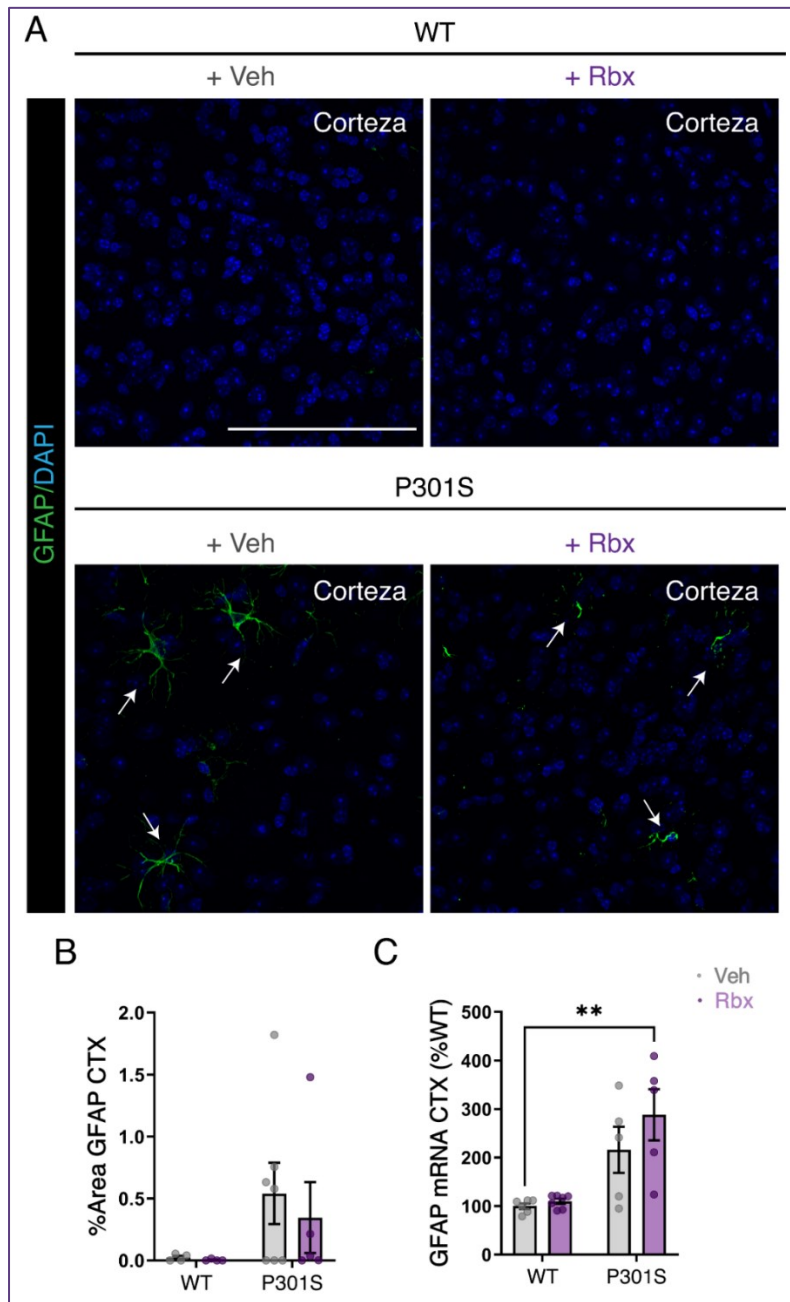 A
WT
+ Veh
+ Rbx
Corteza
Corteza
GFAP/DAPI
P301S
+ Veh
+ Rbx
Corteza
Corteza
B
%Area GFAP CTX
2.0
1.5
1.0
0.5
0.0
WT
P301S
C
Veh
Rbx
GFAP mRNA CTX (%WT)
500
400
300
200
100
0
**
WT
P301S